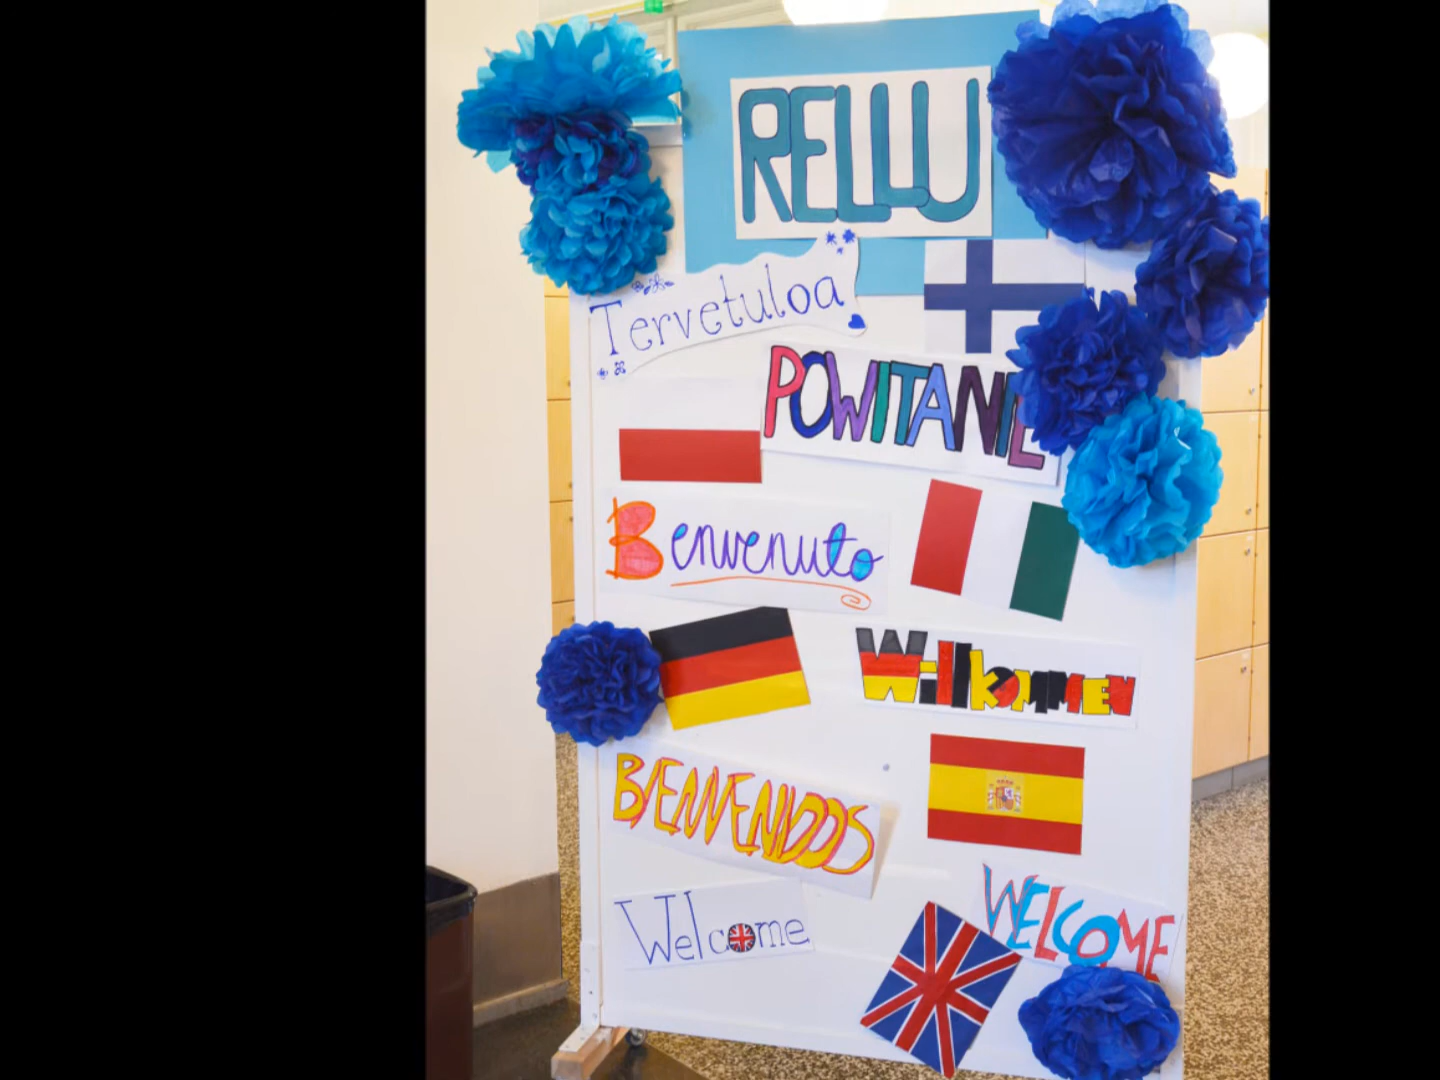 RELLU
Tervetuloa
POWITANIE
Benvenuto
Willkommen
BIENVENIDOS
Welcome
WELCOME